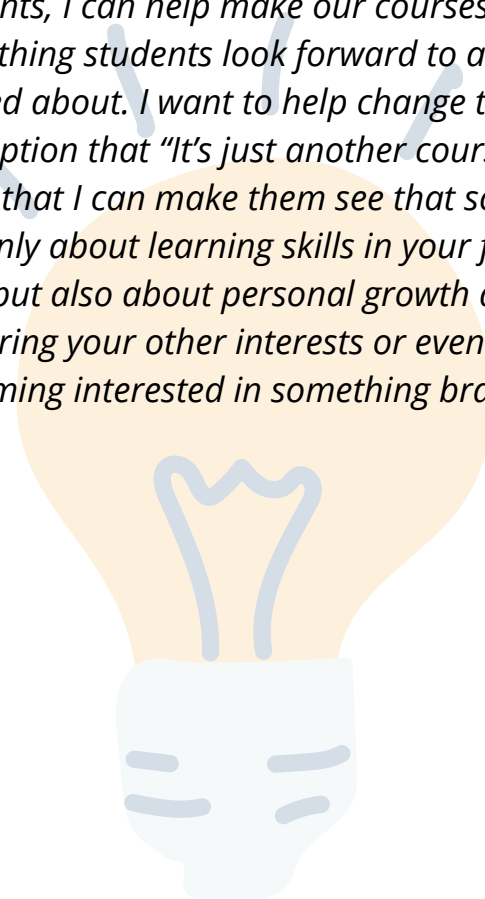 nts, I can help make our courses
thing students look forward to a
ed about. I want to help change t
ption that “It’s just another cour
that I can make them see that s
nly about learning skills in your f
out also about personal growth
ring your other interests or even
ming interested in something bra